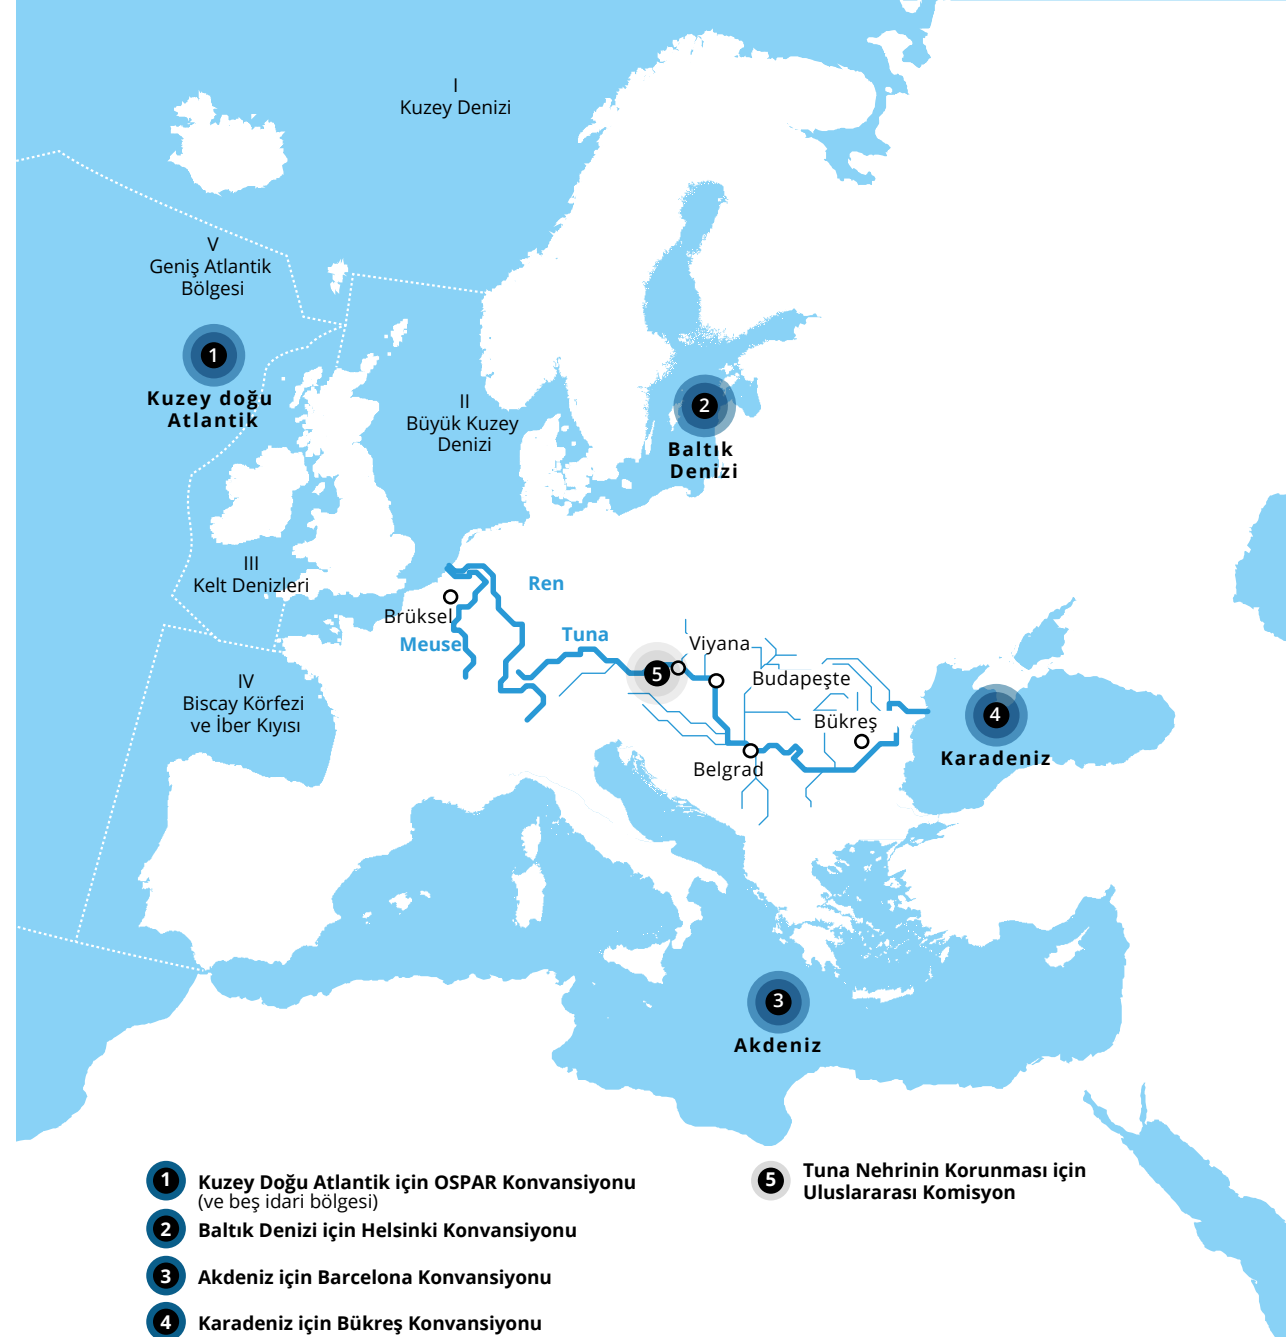 I
Kuzey Denizi
V
Geniş Atlantik
Bölgesi
1
Kuzey doğu
Atlantik
II
Büyük Kuzey
Denizi
2
Baltık
Denizi
III
Kelt Denizleri
Ren
Brüksel
Meuse
Tuna
Viyana
5
Budapeşte
IV
Biscay Körfezi
ve İber Kıyısı
Bükreş
4
Karadeniz
Belgrad
3
Akdeniz
1 Kuzey Doğu Atlantik için OSPAR Konvansiyonu
(ve beş idari bölgesi)
2 Baltık Denizi için Helsinki Konvansiyonu
3 Akdeniz için Barcelona Konvansiyonu
4 Karadeniz için Bükreş Konvansiyonu
5 Tuna Nehrinin Korunması için
Uluslararası Komisyon